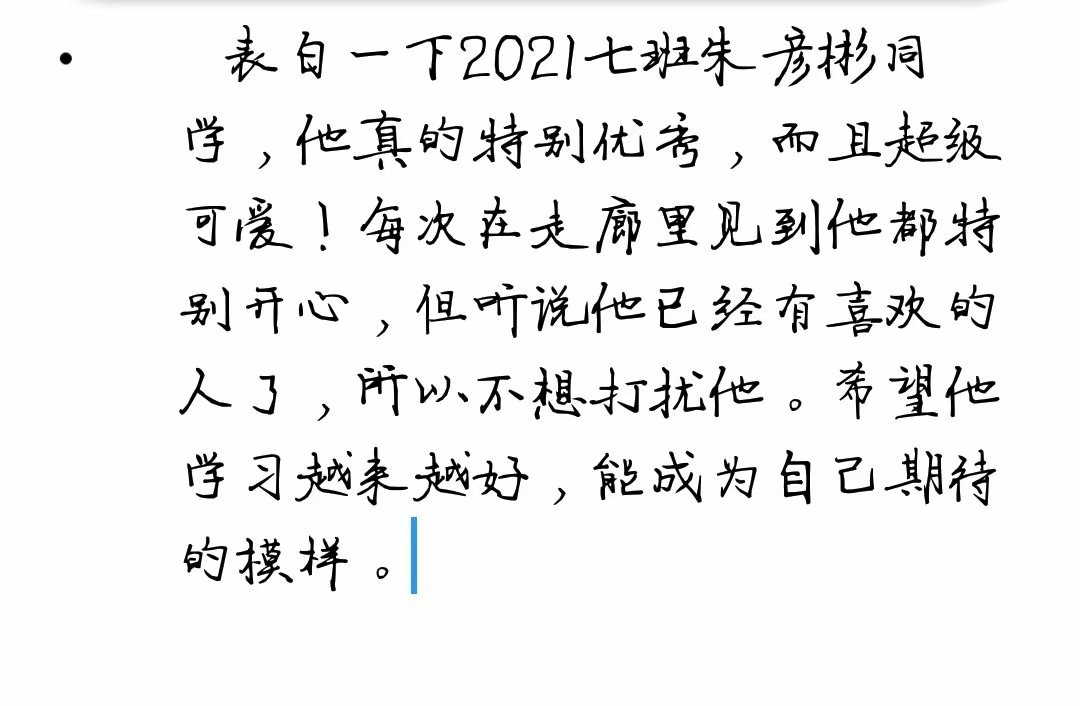 表白一下2021七班朱彦彬同
学，他真的特别优秀，而且超级
可爱！每次在走廊里见到他都特
别开心，但听说他已经有喜欢的
人了，所以不想打扰他。希望他
学习越来越好，能成为自己期待
的模样。